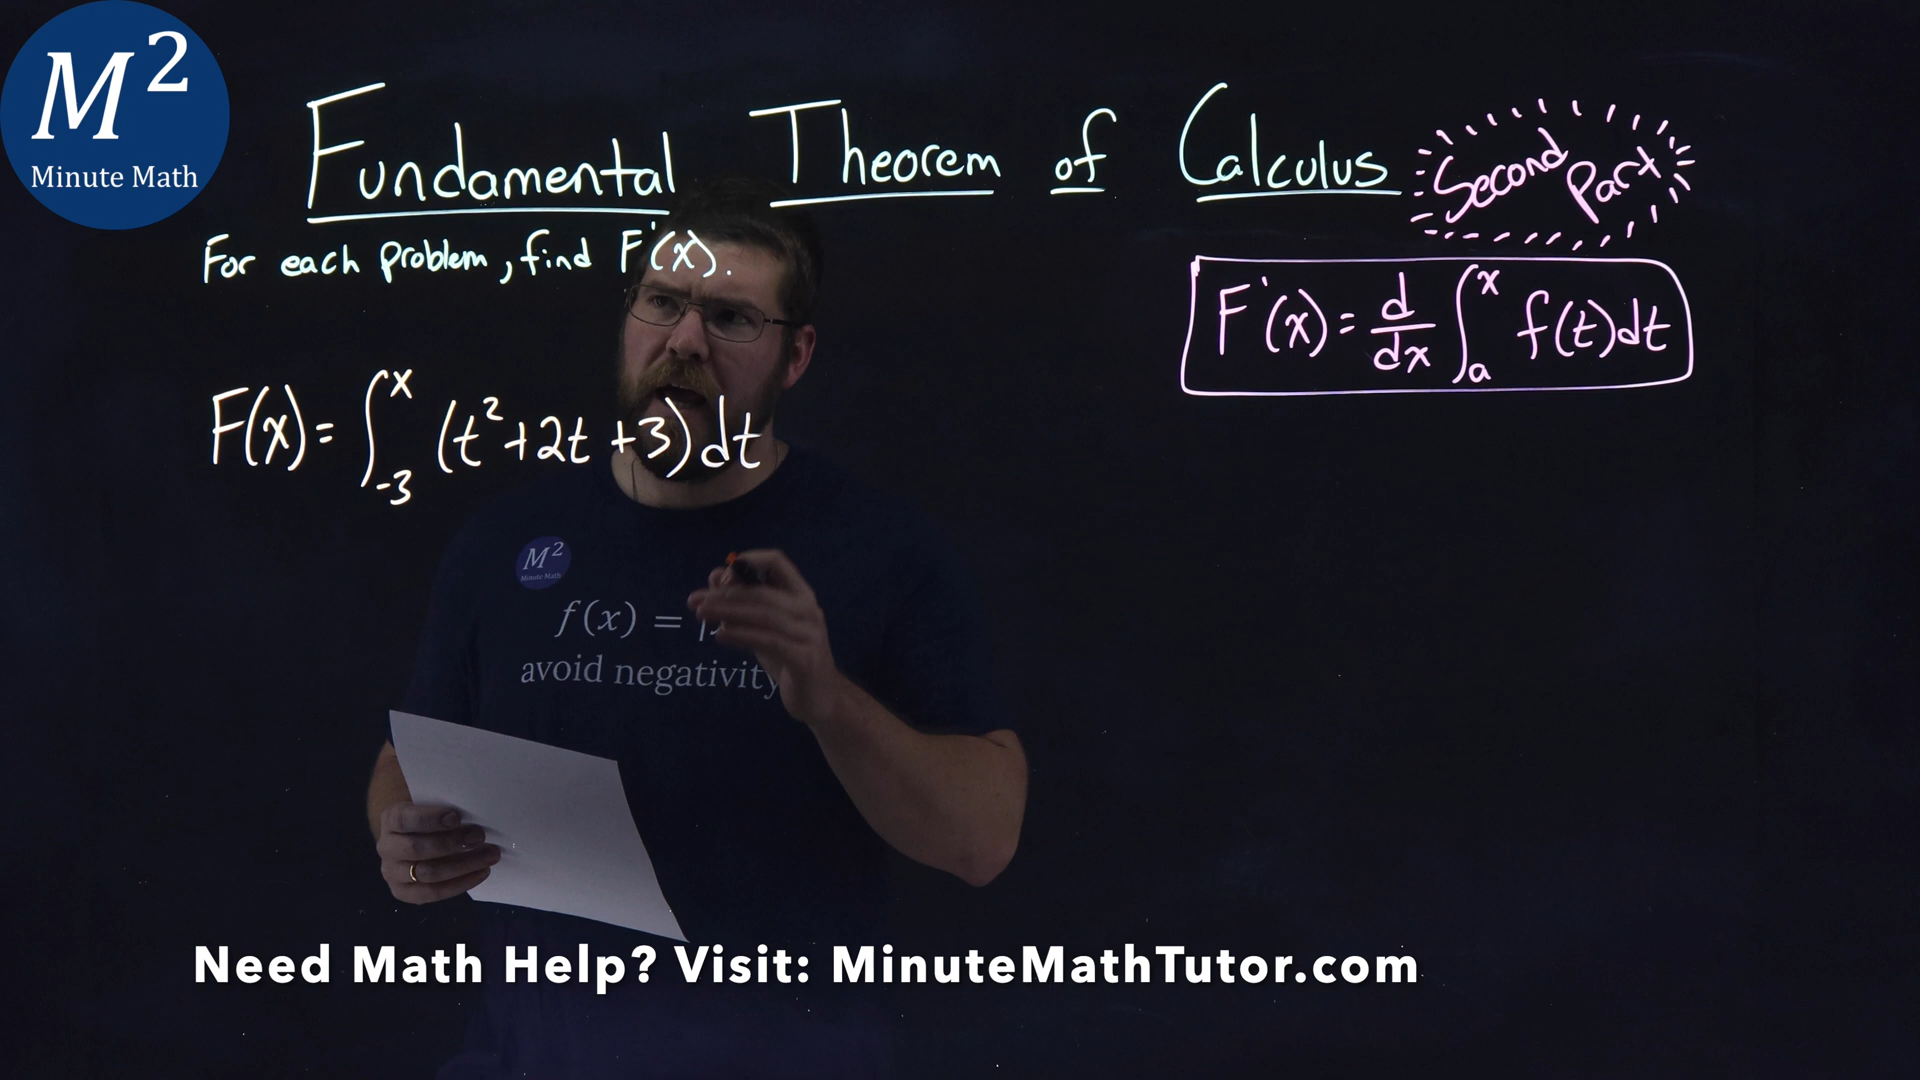 M²
Minute Math
Fundamental Theorem of Calculus Second Part
For each problem, find F'(x).
F'(x) = d/dx ∫_a^x f(t)dt
F(x) = ∫_{-3}^x (t²+2t+3)dt
M²
Minute Math
f(x) =
avoid negativity
Need Math Help? Visit: MinuteMathTutor.com